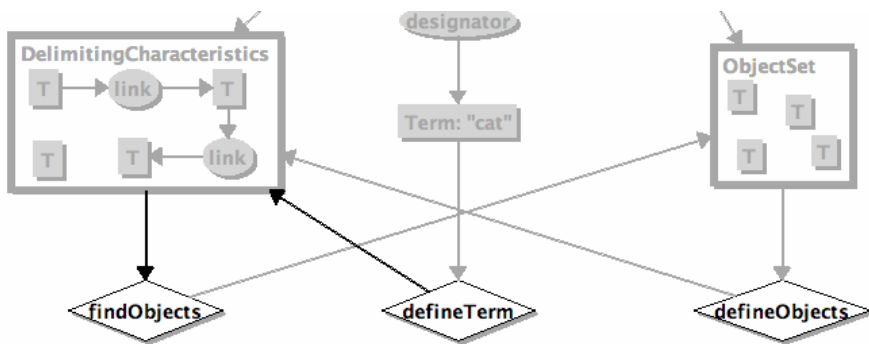 designator
DelimitingCharacteristics
ObjectSet
T
link
T
T
T
Term: "cat"
T
T
link
T
T
findObjects
defineTerm
defineObjects